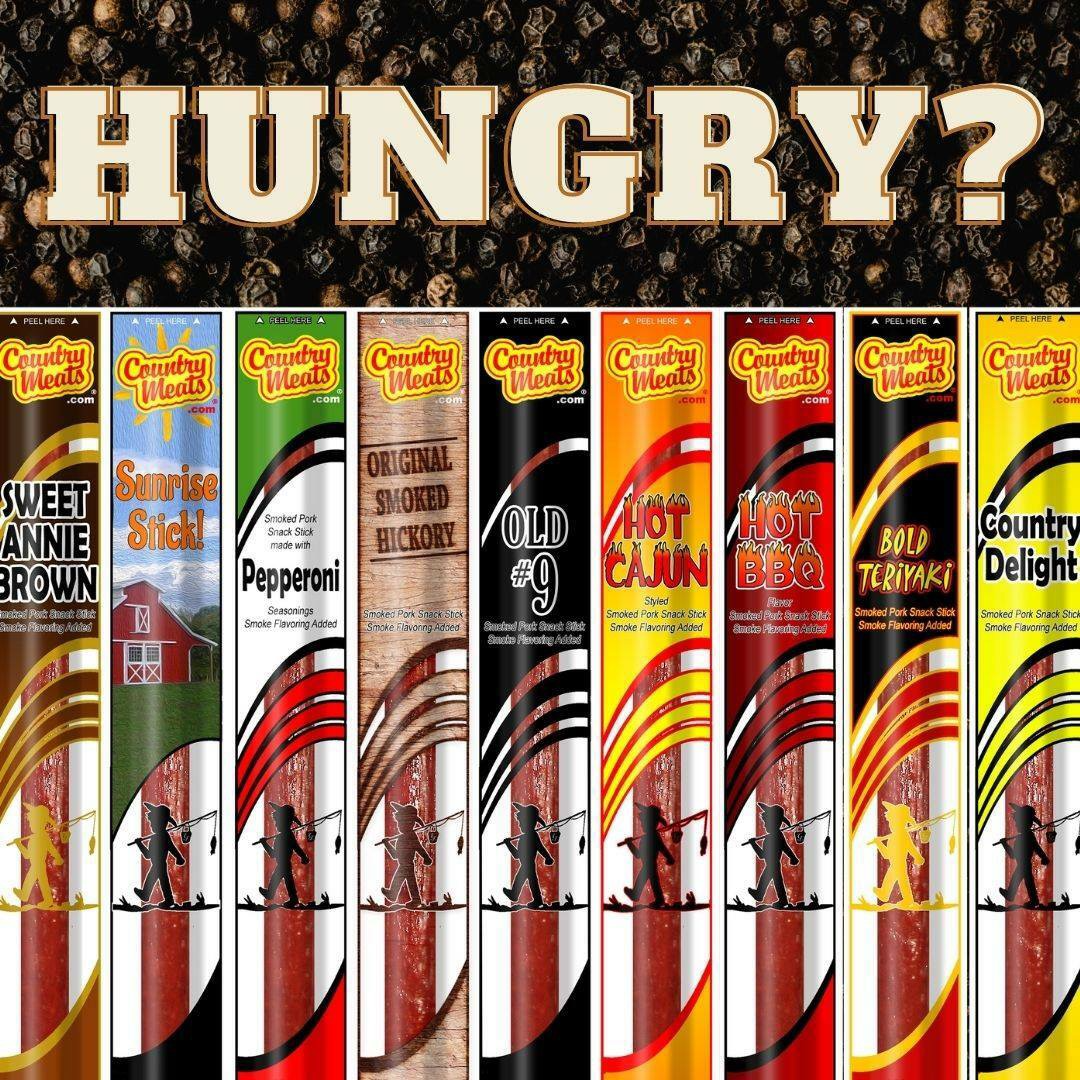 HUNGRY?
▲ PEEL HERE ▲
Country
Meats®
.com
SWEET
ANNIE
BROWN
Smoked Pork Snack Stick
Smoke Flavoring Added
▲ PEEL HERE ▲
Country
Meats
.com®
Sunrise
Stick!
▲ PEEL HERE ▲
Country
Meats®
.com
Smoked Pork
Snack Stick
made with
Pepperoni
Seasonings
Smoke Flavoring Added
▲ PEEL HERE ▲
Country
Meats®
.com
ORIGINAL
SMOKED
HICKORY
Smoked Pork Snack Stick
Smoke Flavoring Added
▲ PEEL HERE ▲
Country
Meats®
.com
OLD
#9
Smoked Pork Snack Stick
Smoke Flavoring Added
▲ PEEL HERE ▲
Country
Meats®
.com
HOT
CAJUN
Styled
Smoked Pork Snack Stick
Smoke Flavoring Added
▲ PEEL HERE ▲
Country
Meats®
.com
HOT
BBQ
Flavor
Smoked Pork Snack Stick
Smoke Flavoring Added
▲ PEEL HERE ▲
Country
Meats®
.com
BOLD
TERIYAKI
Smoked Pork Snack Stick
Smoke Flavoring Added
▲ PEEL HERE ▲
Country
Meats
.com
Country
Delight
Smoked Pork Snack Stick
Smoke Flavoring Added